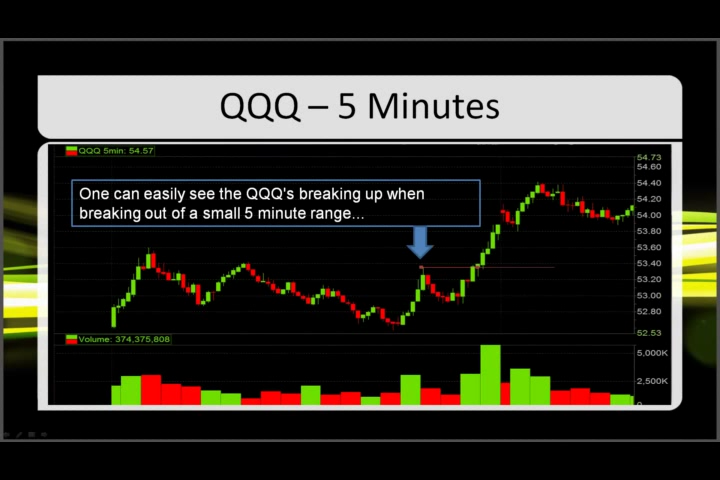 QQQ – 5 Minutes
QQQ 5min: 54.57
One can easily see the QQQ's breaking up when
breaking out of a small 5 minute range...
54.73
54.60
54.40
54.20
54.00
53.80
53.60
53.40
53.20
53.00
52.80
52.53
Volume: 374,375,808
5,000K
2,500K
0